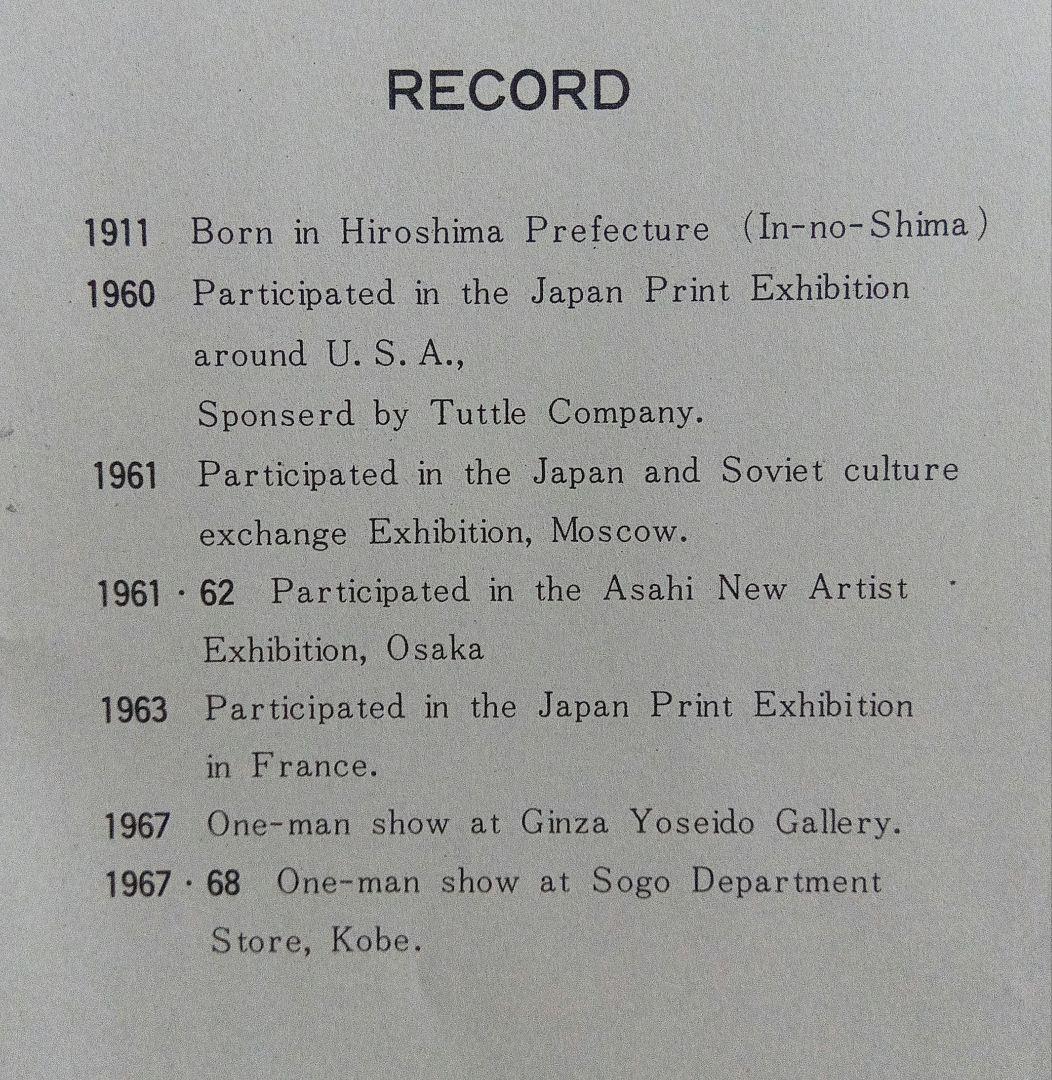 RECORD
1911 Born in Hiroshima Prefecture (In-no-Shima)
1960 Participated in the Japan Print Exhibition
around U. S. A.,
Sponserd by Tuttle Company.
1961 Participated in the Japan and Soviet culture
exchange Exhibition, Moscow.
1961・62 Participated in the Asahi New Artist
Exhibition, Osaka
1963 Participated in the Japan Print Exhibition
in France.
1967 One-man show at Ginza Yoseido Gallery.
1967・68 One-man show at Sogo Department
Store, Kobe.